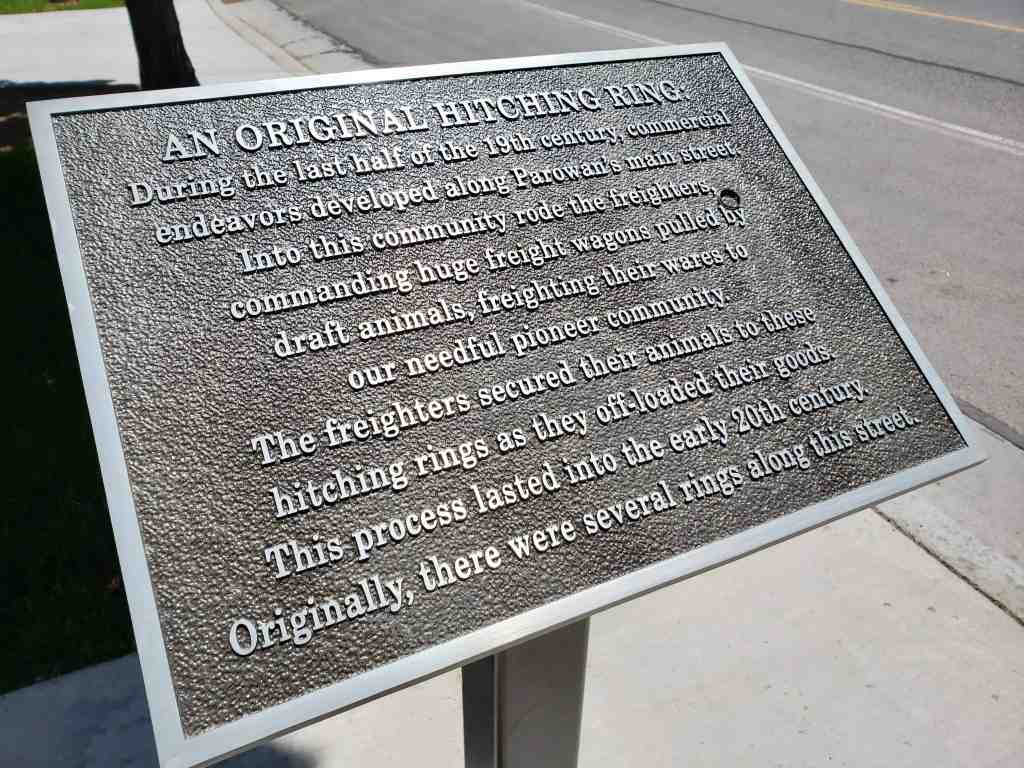 AN ORIGINAL HITCHING RING:
During the last half of the 19th century, commercial
endeavors developed along Parowan's main street.
Into this community rode the freighters,
commanding huge freight wagons pulled by
draft animals, freighting their wares to
our needful pioneer community.
The freighters secured their animals to these
hitching rings as they off-loaded their goods.
This process lasted into the early 20th century.
Originally, there were several rings along this street.